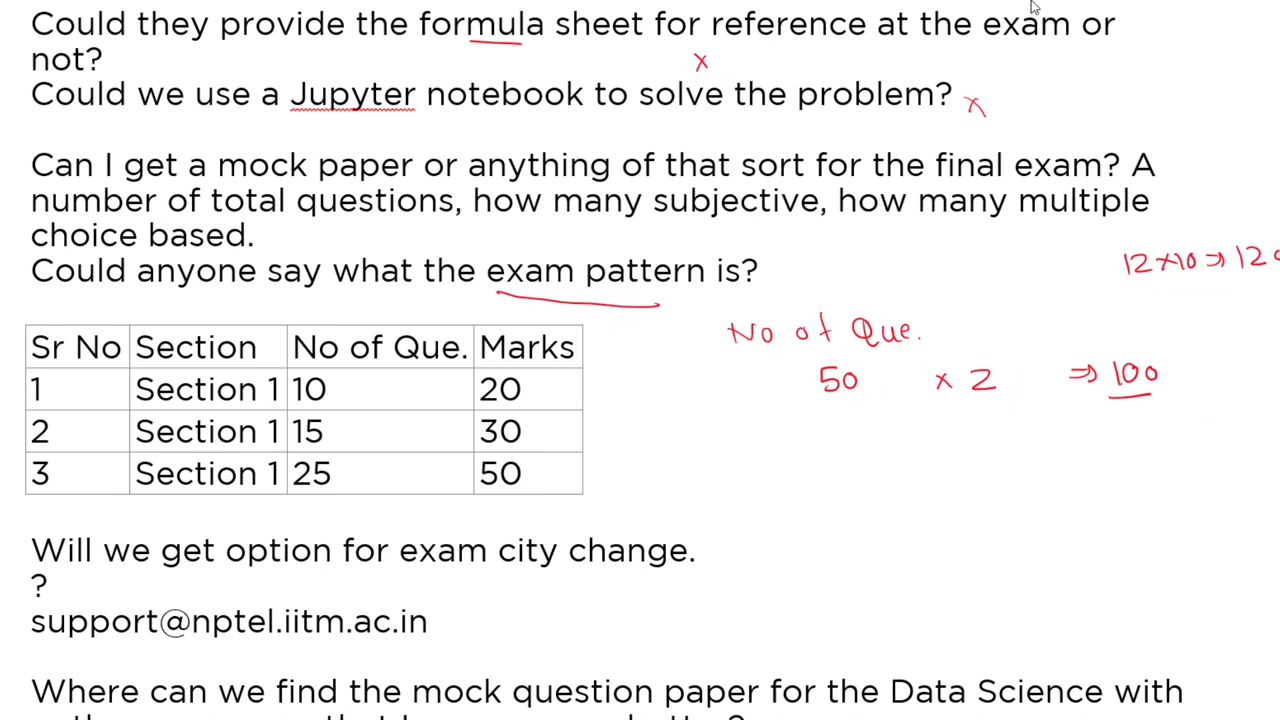 Could they provide the formula sheet for reference at the exam or
not?
x
Could we use a Jupyter notebook to solve the problem? x
Can I get a mock paper or anything of that sort for the final exam? A
number of total questions, how many subjective, how many multiple
choice based.
Could anyone say what the exam pattern is?
12 x 10 ⇒ 120
Sr No Section No of Que. Marks
1 Section 1 10 20
2 Section 1 15 30
3 Section 1 25 50
No of Que.
50 x 2 ⇒ 100
Will we get option for exam city change.
?
support@nptel.iitm.ac.in
Where can we find the mock question paper for the Data Science with